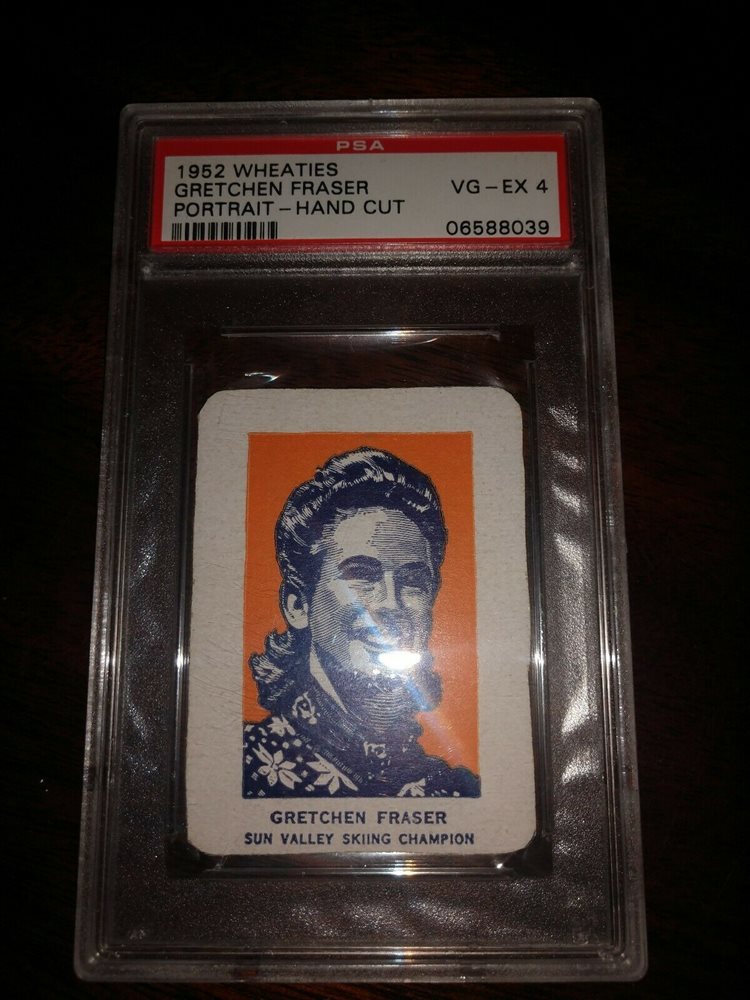 PSA
1952 WHEATIES
GRETCHEN FRASER VG-EX 4
PORTRAIT-HAND CUT
06588039
GRETCHEN FRASER
SUN VALLEY SKIING CHAMPION